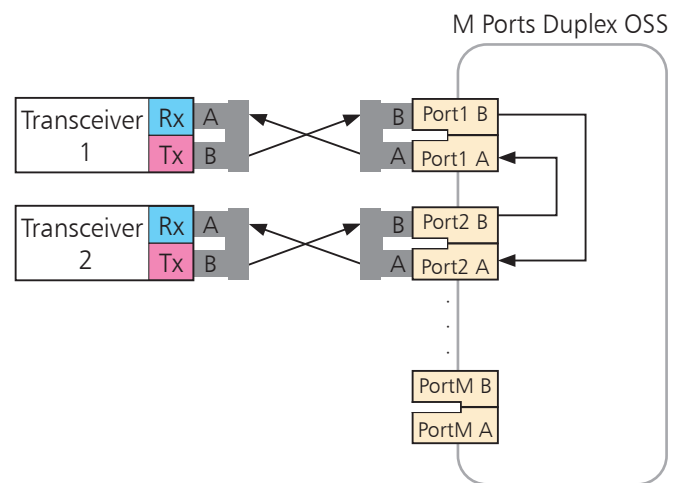 M Ports Duplex OSS
Transceiver
1
Rx
Tx
A
B
B
A
Port1 B
Port1 A
Transceiver
2
Rx
Tx
A
B
B
A
Port2 B
Port2 A
.
.
.
PortM B
PortM A